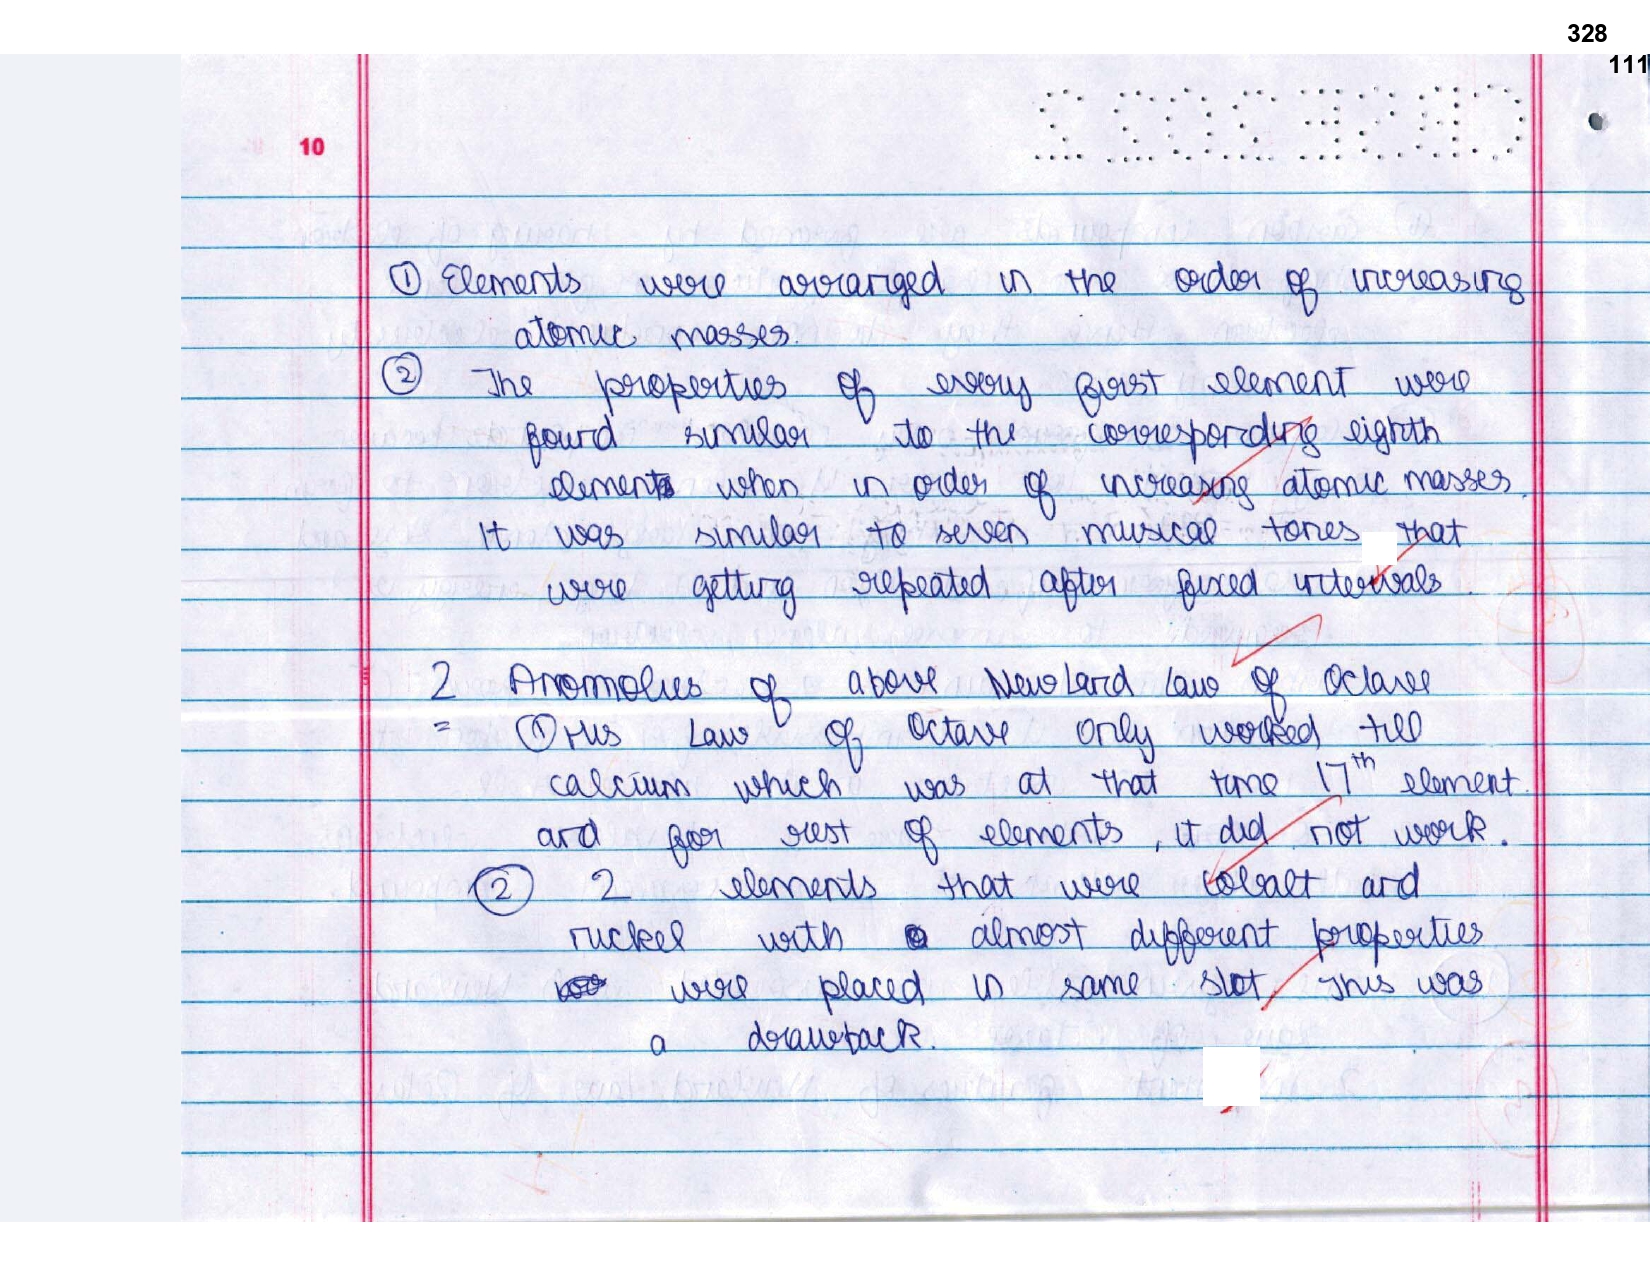 328
111
10
① Elements were arranged in the order of increasing
atomic masses.
② The properties of every first element were
found similar to the corresponding eighth
elements when in order of increasing atomic masses.
It was similar to seven musical tones that
were getting repeated after fixed intervals.
2 Anomolies of above NewLand Law of Octave
= ① His Law of Octave only worked till
calcium which was at that time 17th element
and for rest of elements, it did not work.
② 2 elements that were cobalt and
nickel with almost different properties
were placed in same slot, This was
a drawback.